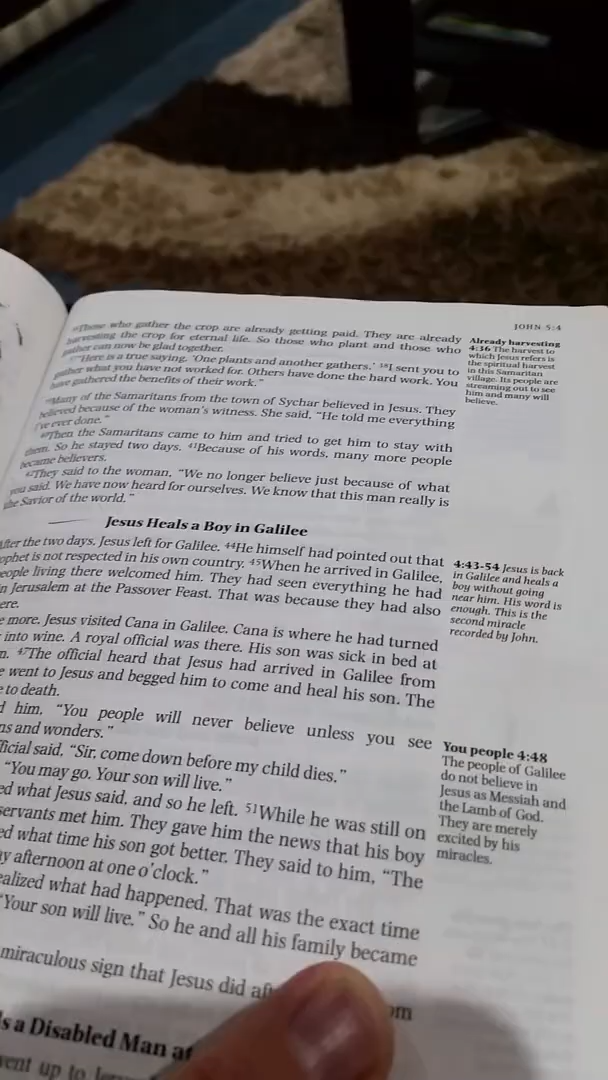 JOHN 5:4
Those who gather the crop are already getting paid. They are already
harvesting the crop for eternal life. So those who plant and those who
gather can now be glad together.
37"Here is a true saying. 'One plants and another gathers.' 38I sent you to
gather what you have not worked for. Others have done the hard work. You
have gathered the benefits of their work."
Many of the Samaritans from the town of Sychar believed in Jesus. They
believed because of the woman's witness. She said, "He told me everything
I've ever done."
40Then the Samaritans came to him and tried to get him to stay with
them. So he stayed two days. 41Because of his words, many more people
became believers.
42They said to the woman, "We no longer believe just because of what
you said. We have now heard for ourselves. We know that this man really is
the Savior of the world."
Already harvesting
4:36 The harvest to
which Jesus refers is
the spiritual harvest
in this Samaritan
village. Its people are
streaming out to see
him and many will
believe.
Jesus Heals a Boy in Galilee
After the two days, Jesus left for Galilee. 44He himself had pointed out that
ophet is not respected in his own country. 45When he arrived in Galilee,
eople living there welcomed him. They had seen everything he had
n Jerusalem at the Passover Feast. That was because they had also
ere.
e more, Jesus visited Cana in Galilee. Cana is where he had turned
into wine. A royal official was there. His son was sick in bed at
m. 47The official heard that Jesus had arrived in Galilee from
e went to Jesus and begged him to come and heal his son. The
e to death.
d him, "You people will never believe unless you see
ns and wonders."
fficial said, "Sir, come down before my child dies."
"You may go. Your son will live."
ed what Jesus said, and so he left. 51While he was still on
servants met him. They gave him the news that his boy
ed what time his son got better. They said to him, "The
ay afternoon at one o'clock."
ealized what had happened. That was the exact time
"Your son will live." So he and all his family became
miraculous sign that Jesus did
om
4:43-54 Jesus is back
in Galilee and heals a
boy without going
near him. His word is
enough. This is the
second miracle
recorded by John.
You people 4:48
The people of Galilee
do not believe in
Jesus as Messiah and
the Lamb of God.
They are merely
excited by his
miracles.
ls a Disabled Man at
went up to